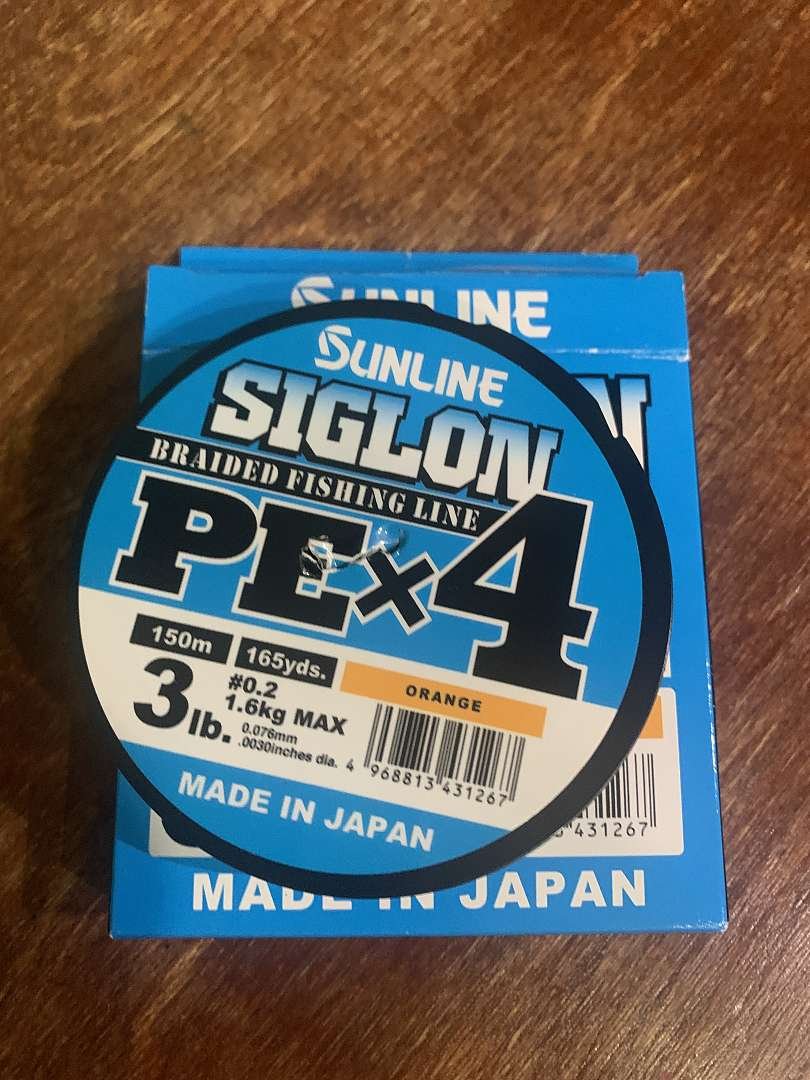 SUNLINE
SUNLINE
SIGLON
BRAIDED FISHING LINE
PE×4
150m 165yds.
3lb.
#0.2
1.6kg MAX
0.076mm
.0030inches dia.
ORANGE
4 968813 431267
MADE IN JAPAN
431267
MADE IN JAPAN